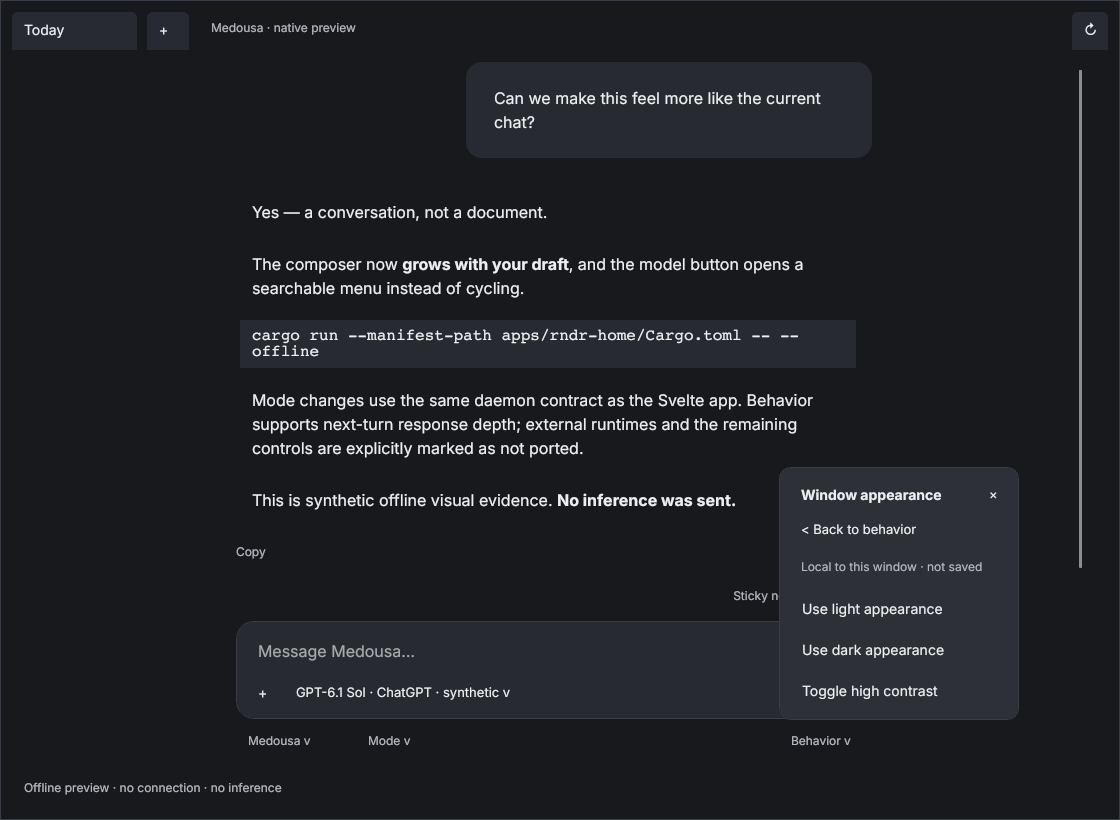 Today
+
Medousa · native preview
Can we make this feel more like the current
chat?
Yes — a conversation, not a document.
The composer now grows with your draft, and the model button opens a
searchable menu instead of cycling.
cargo run --manifest-path apps/rndr-home/Cargo.toml -- --
offline
Mode changes use the same daemon contract as the Svelte app. Behavior
supports next-turn response depth; external runtimes and the remaining
controls are explicitly marked as not ported.
This is synthetic offline visual evidence. No inference was sent.
Copy
Sticky
Message Medousa...
+
GPT-6.1 Sol · ChatGPT · synthetic v
Medousa v
Mode v
Behavior v
Window appearance
×
< Back to behavior
Local to this window · not saved
Use light appearance
Use dark appearance
Toggle high contrast
Offline preview · no connection · no inference